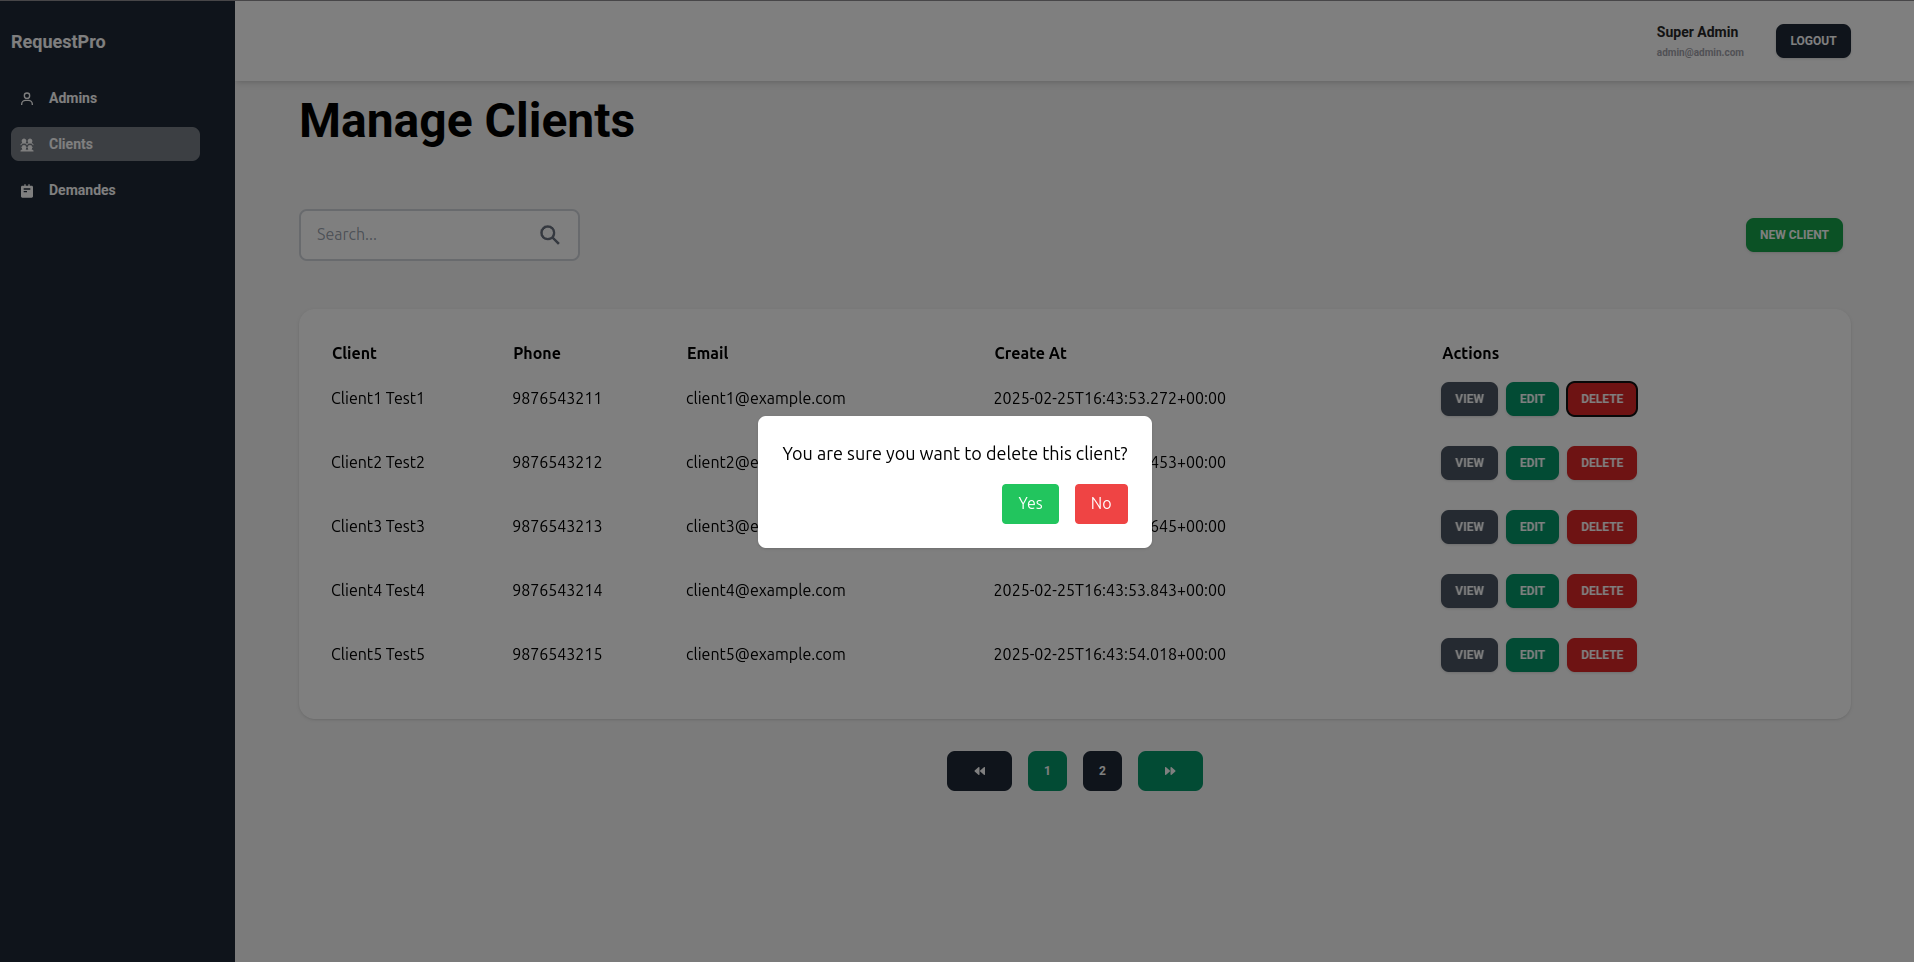 RequestPro
Admins
Clients
Demandes
Super Admin
admin@admin.com
LOGOUT
Manage Clients
Search...
NEW CLIENT
Client Phone Email Create At Actions
Client1 Test1 9876543211 client1@example.com 2025-02-25T16:43:53.272+00:00 VIEW EDIT DELETE
Client2 Test2 9876543212 client2@e 453+00:00 VIEW EDIT DELETE
Client3 Test3 9876543213 client3@e 645+00:00 VIEW EDIT DELETE
Client4 Test4 9876543214 client4@example.com 2025-02-25T16:43:53.843+00:00 VIEW EDIT DELETE
Client5 Test5 9876543215 client5@example.com 2025-02-25T16:43:54.018+00:00 VIEW EDIT DELETE
You are sure you want to delete this client?
Yes No
1 2